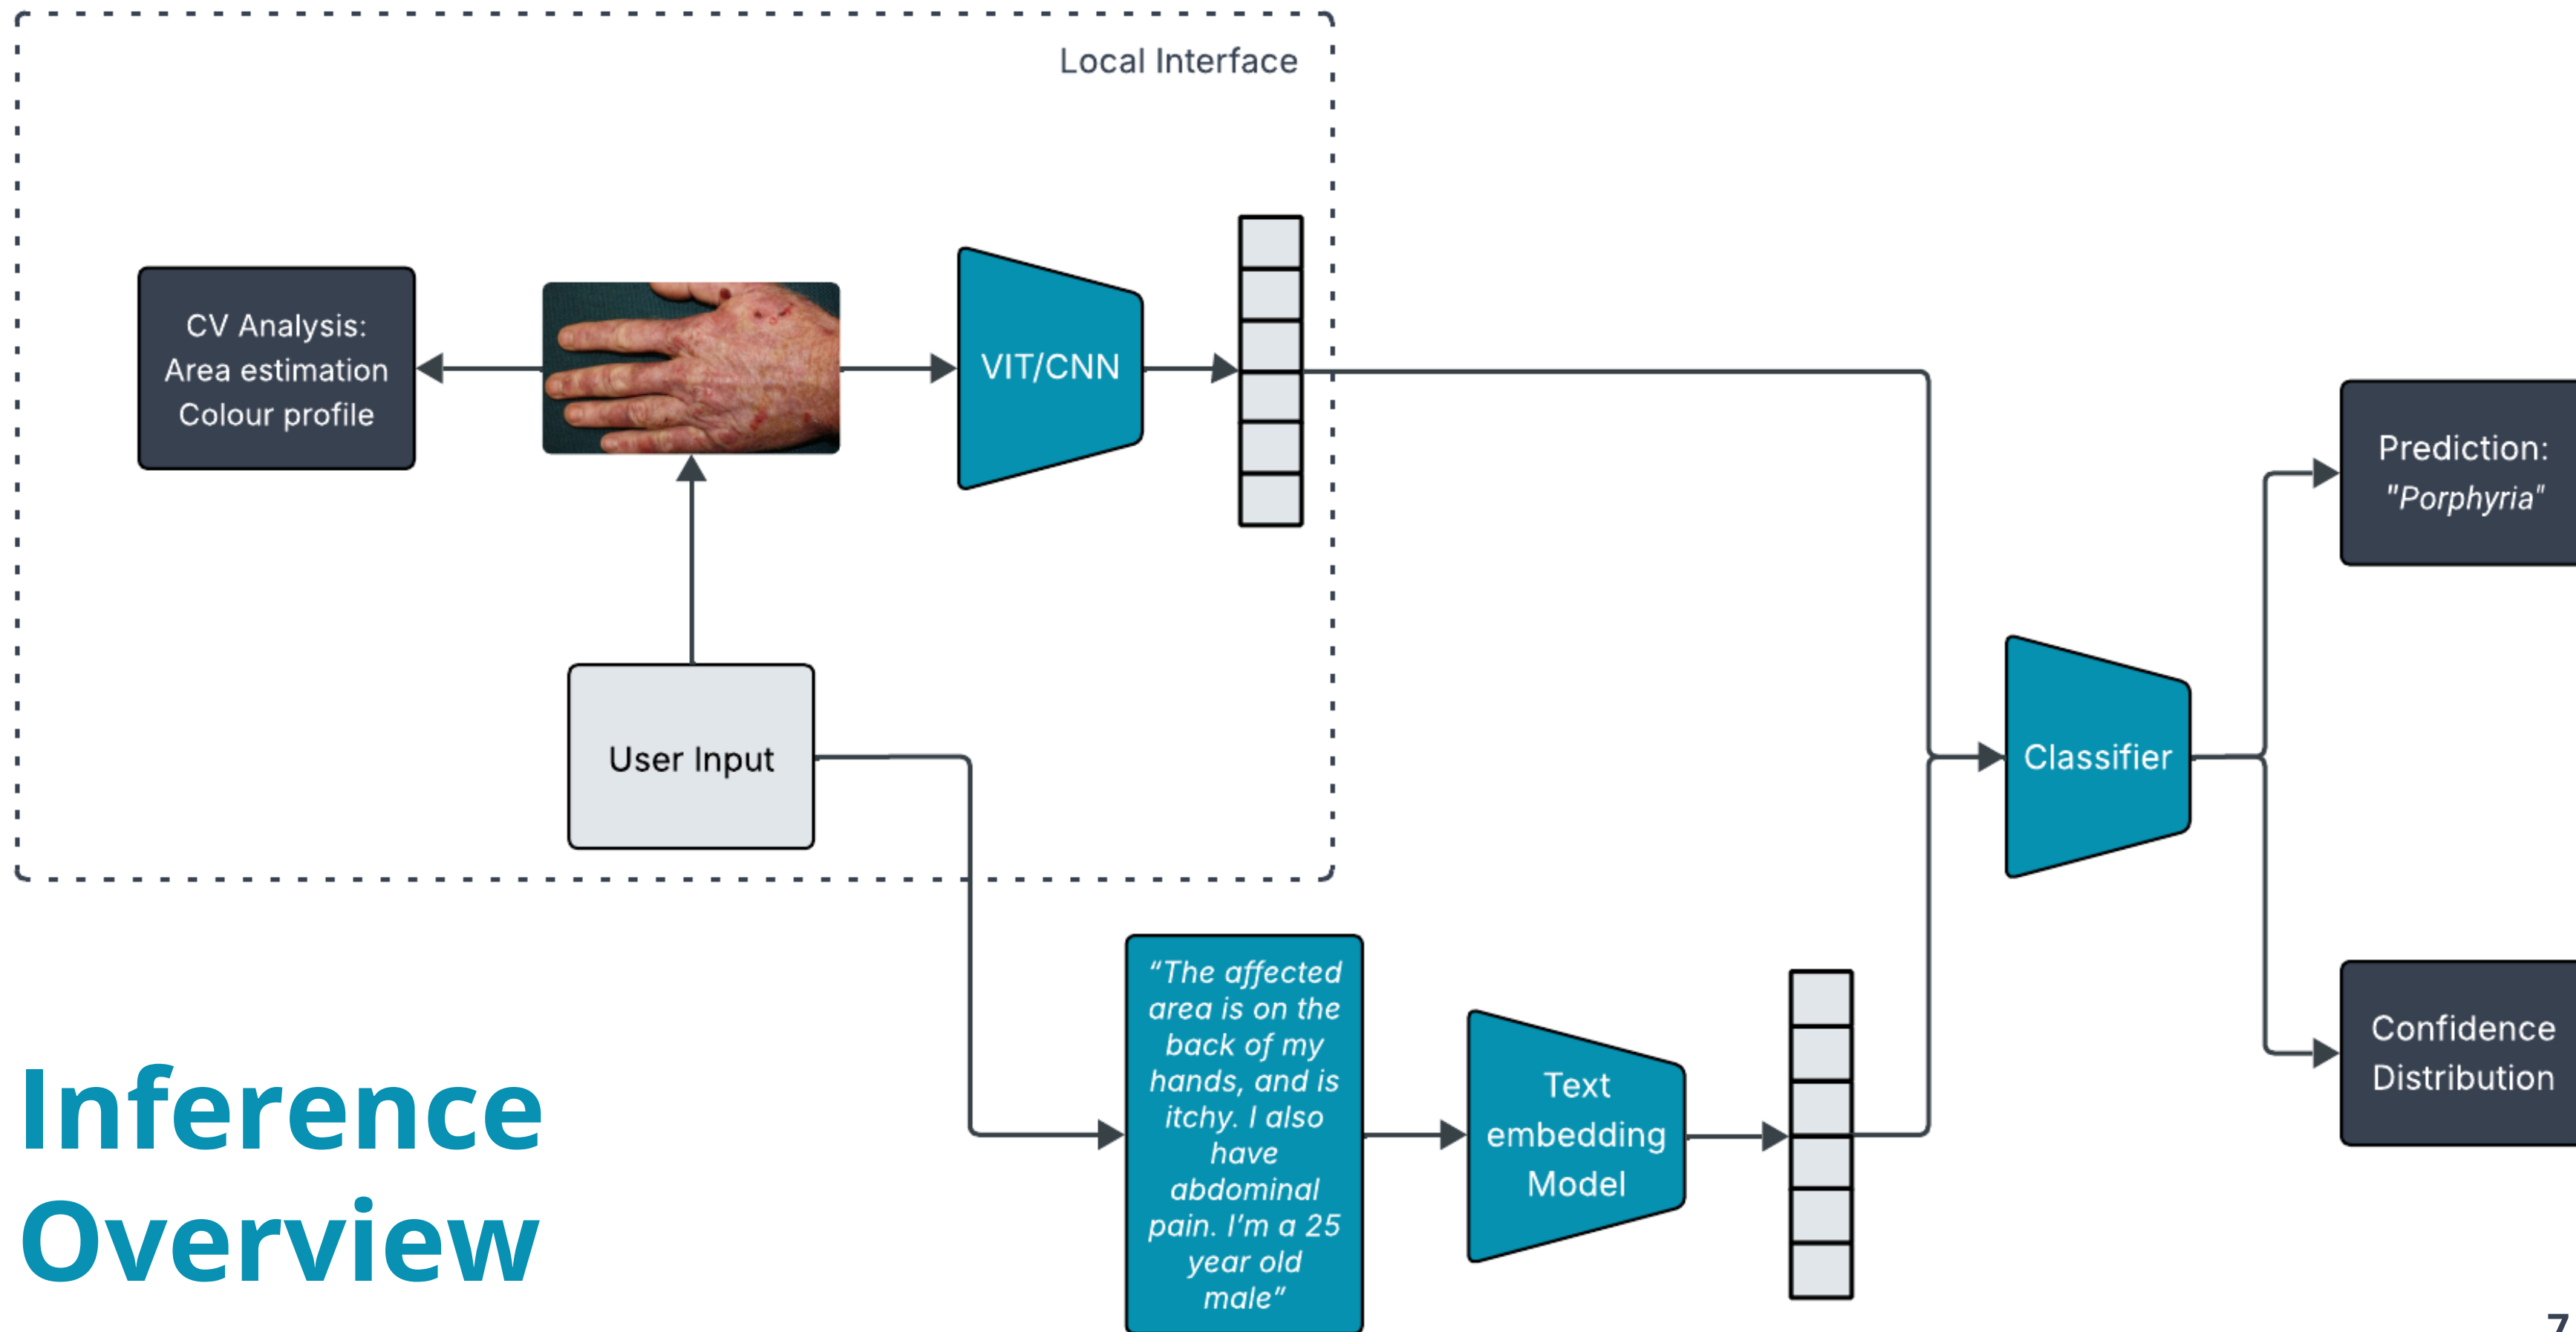 Local Interface
CV Analysis:
Area estimation
Colour profile
VIT/CNN
User Input
Prediction:
"Porphyria"
Classifier
Confidence
Distribution
“The affected
area is on the
back of my
hands, and is
itchy. I also
have
abdominal
pain. I’m a 25
year old
male”
Text
embedding
Model
Inference
Overview
7